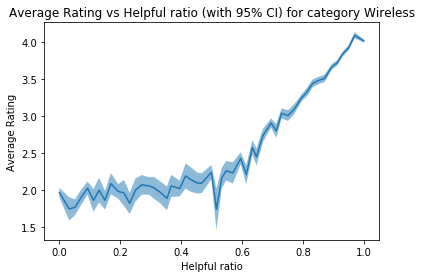 Average Rating vs Helpful ratio (with 95% CI) for category Wireless
4.0
3.5
3.0
2.5
2.0
1.5
Average Rating
0.0 0.2 0.4 0.6 0.8 1.0
Helpful ratio